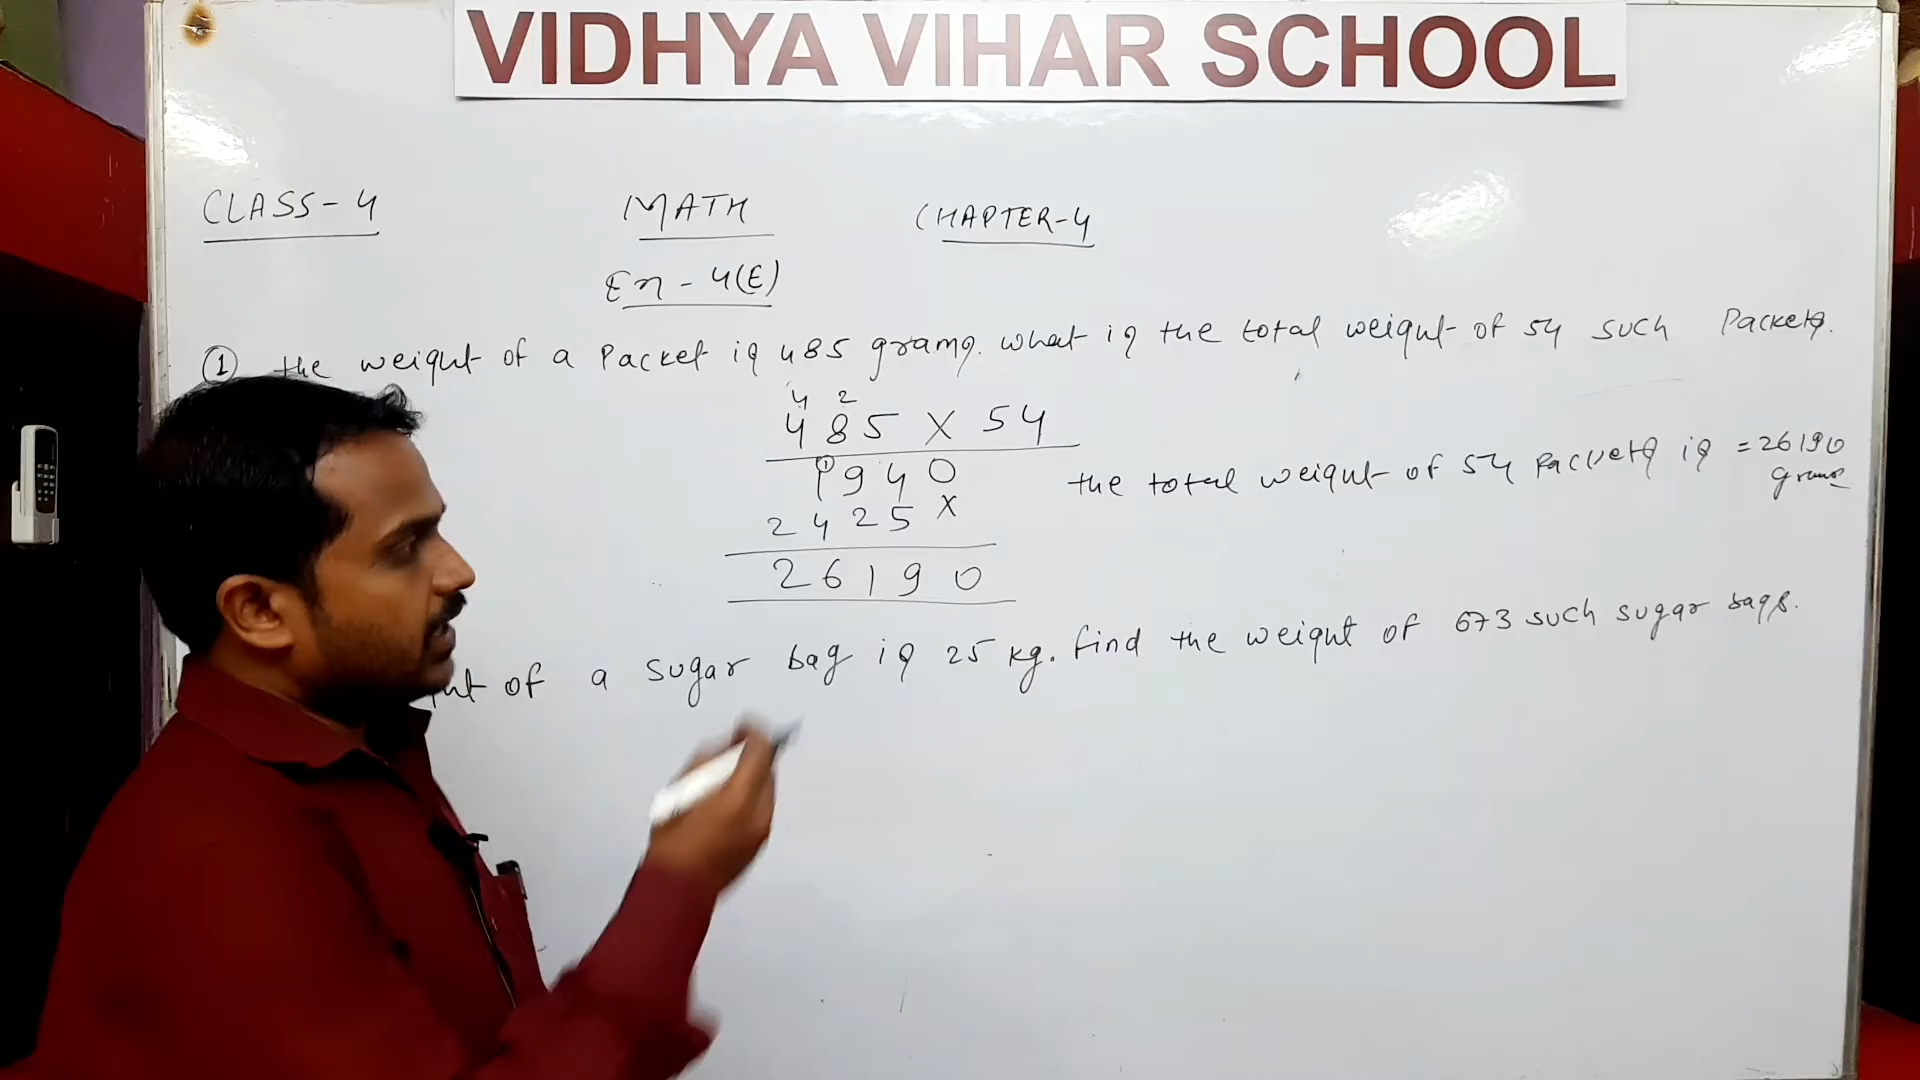 VIDHYA VIHAR SCHOOL
CLASS-4 MATH CHAPTER-4
Ex - 4(E)
① the weight of a Packet is 485 grams. what is the total weight of 54 such Packets.
4 2
485 X 54
1
1940
2425 X
26190
the total weight of 54 Packets is = 26190 grams
of a sugar bag is 25 kg. find the weight of 673 such sugar bags.